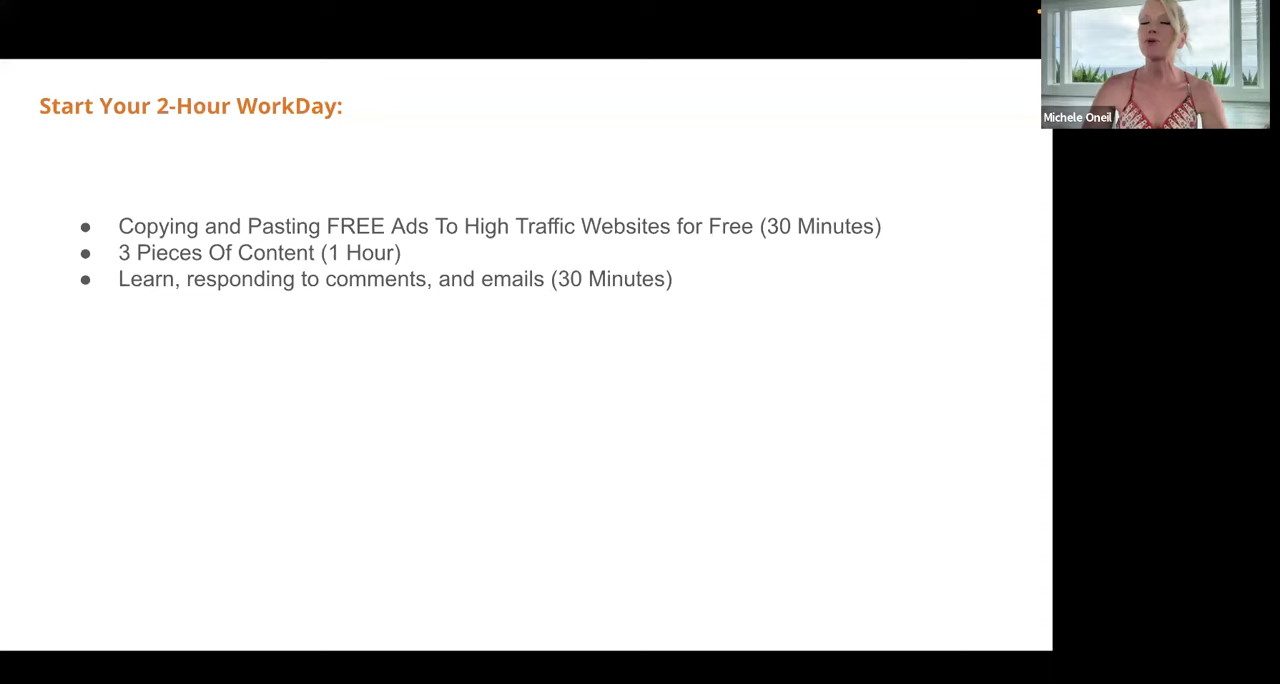 Start Your 2-Hour WorkDay:
● Copying and Pasting FREE Ads To High Traffic Websites for Free (30 Minutes)
● 3 Pieces Of Content (1 Hour)
● Learn, responding to comments, and emails (30 Minutes)
Michele Oneil